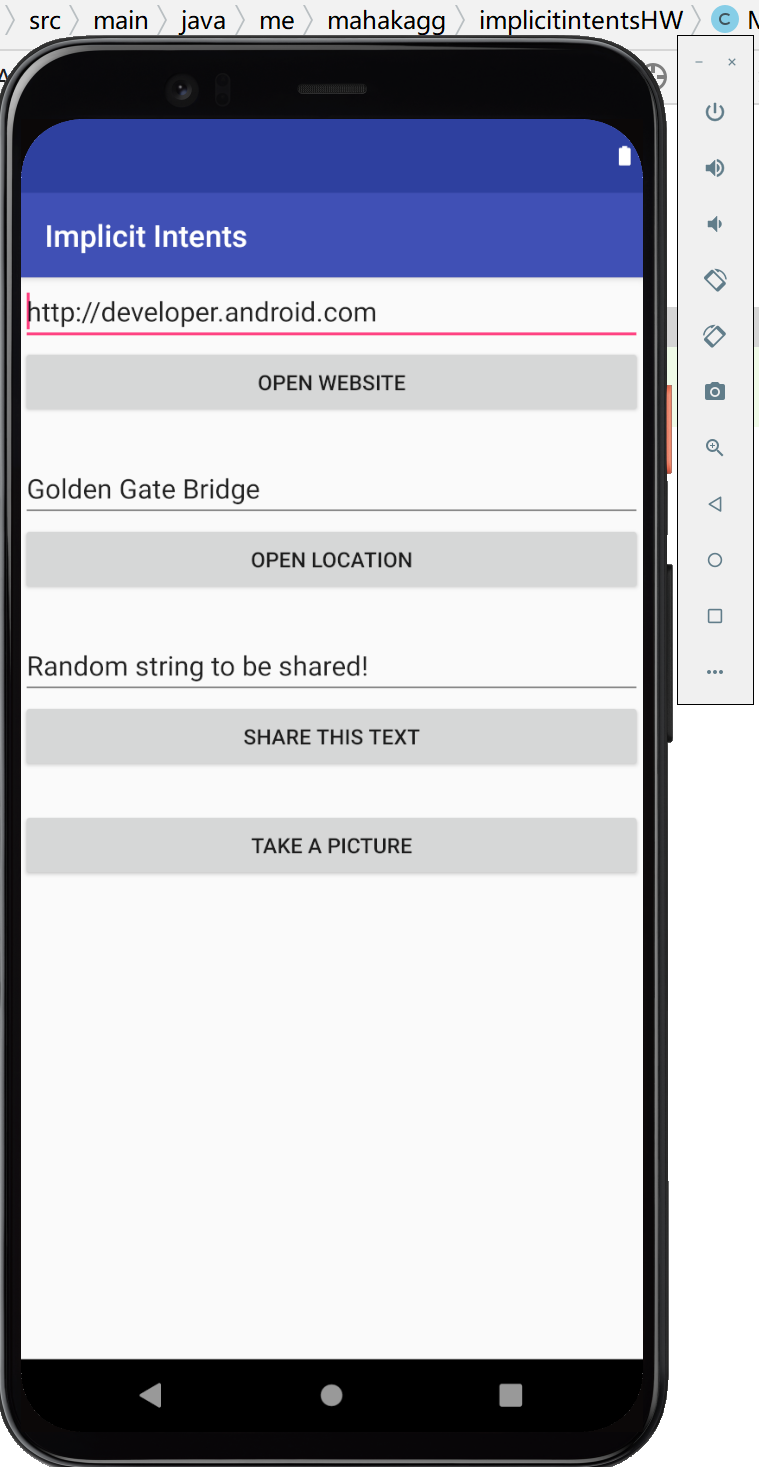 src main java me mahakagg implicitintentsHW C
Implicit Intents
http://developer.android.com
OPEN WEBSITE
Golden Gate Bridge
OPEN LOCATION
Random string to be shared!
SHARE THIS TEXT
TAKE A PICTURE